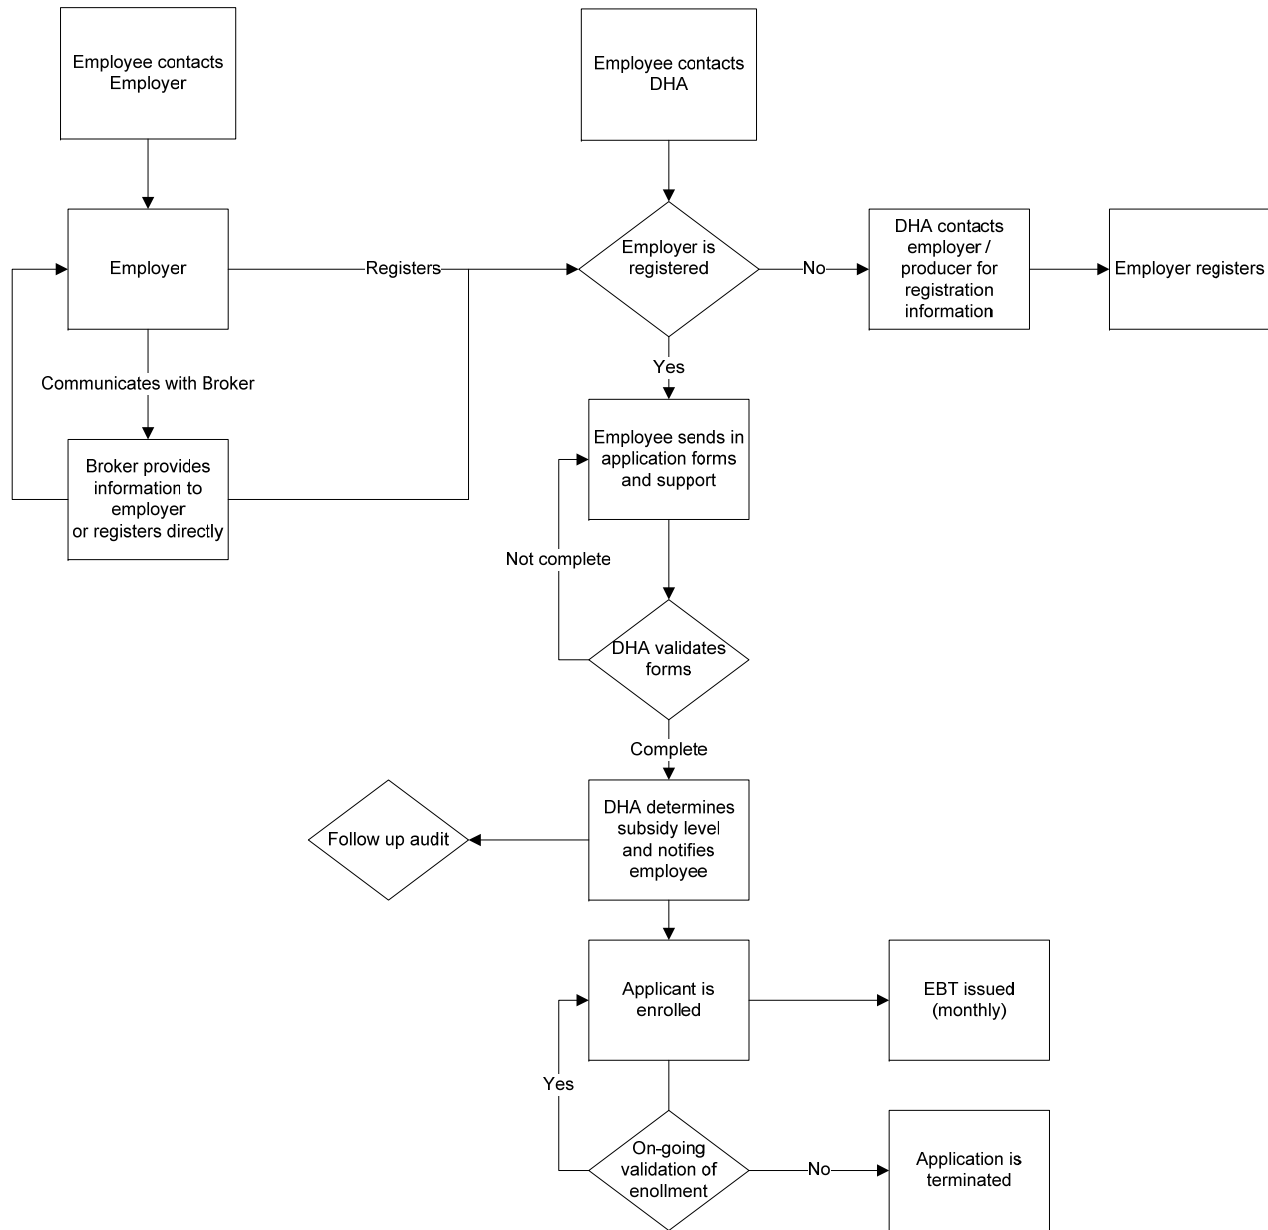 Employee contacts
Employer
Employee contacts
DHA
Employer
Registers
Employer is
registered
No
DHA contacts
employer /
producer for
registration
information
Employer registers
Communicates with Broker
Yes
Broker provides
information to
employer
or registers directly
Employee sends in
application forms
and support
Not complete
DHA validates
forms
Complete
Follow up audit
DHA determines
subsidy level
and notifies
employee
Applicant is
enrolled
EBT issued
(monthly)
Yes
On-going
validation of
enollment
No
Application is
terminated